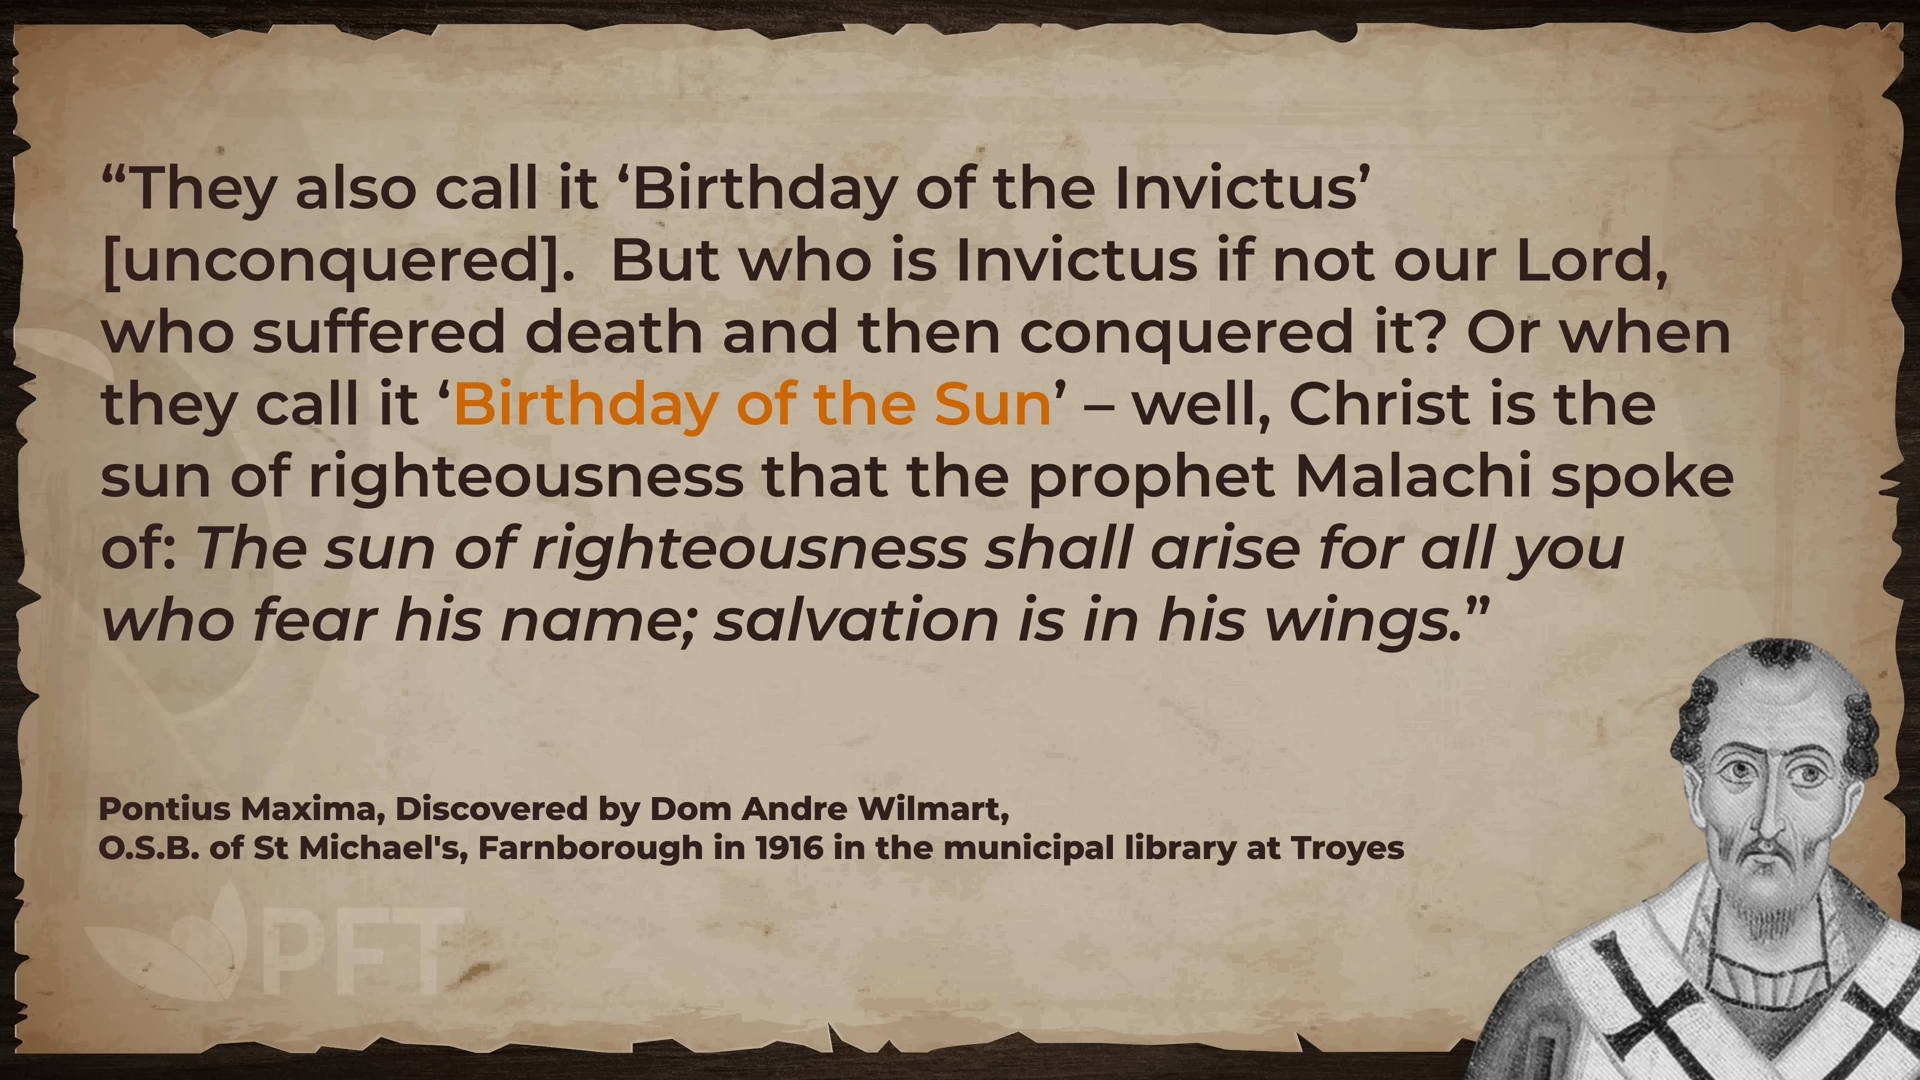 “They also call it ‘Birthday of the Invictus’
[unconquered].  But who is Invictus if not our Lord,
who suffered death and then conquered it? Or when
they call it ‘Birthday of the Sun’ – well, Christ is the
sun of righteousness that the prophet Malachi spoke
of: The sun of righteousness shall arise for all you
who fear his name; salvation is in his wings.”
Pontius Maxima, Discovered by Dom Andre Wilmart,
O.S.B. of St Michael's, Farnborough in 1916 in the municipal library at Troyes
PFT